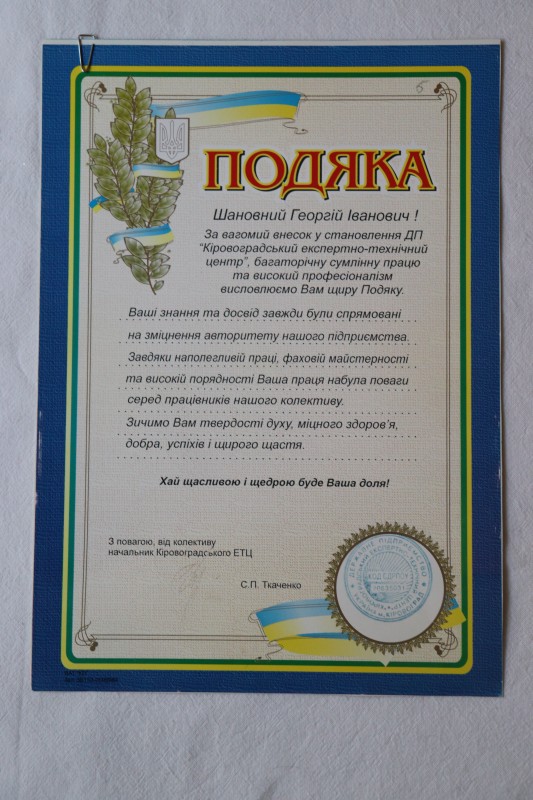 ПОДЯКА
Шановний Георгій Іванович !
За вагомий внесок у становлення ДП
"Кіровоградський експертно-технічний
центр", багаторічну сумлінну працю
та високий професіоналізм
висловлюємо Вам щиру Подяку.
Ваші знання та досвід завжди були спрямовані
на зміцнення авторитету нашого підприємства.
Завдяки наполегливій праці, фаховій майстерності
та високій порядності Ваша праця набула поваги
серед працівників нашого колективу.
Зичимо Вам твердості духу, міцного здоров'я,
добра, успіхів і щирого щастя.
Хай щасливою і щедрою буде Ваша доля!
З повагою, від колективу
начальник Кіровоградського ЕТЦ
С.П. Ткаченко
ДЕРЖАВНЕ ПІДПРИЄМСТВО